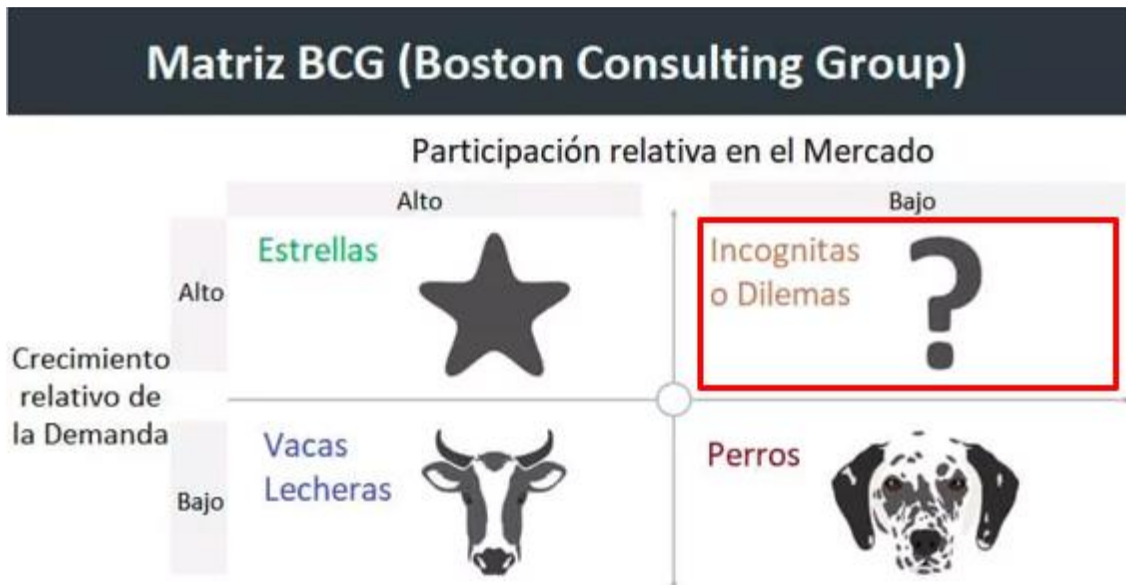 Matriz BCG (Boston Consulting Group)
Participación relativa en el Mercado
Alto
Bajo
Estrellas
Incognitas
o Dilemas
?
Alto
Crecimiento
relativo de
la Demanda
Vacas
Lecheras
Perros
Bajo